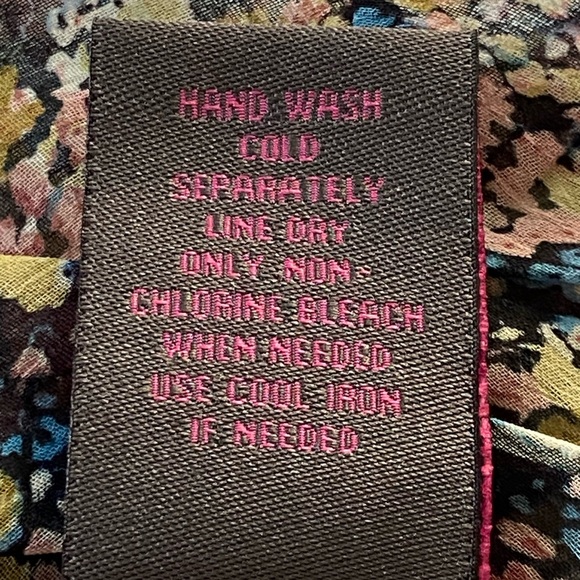 HAND WASH
COLD
SEPARATELY
LINE DRY
ONLY NON-
CHLORINE BLEACH
WHEN NEEDED
USE COOL IRON
IF NEEDED